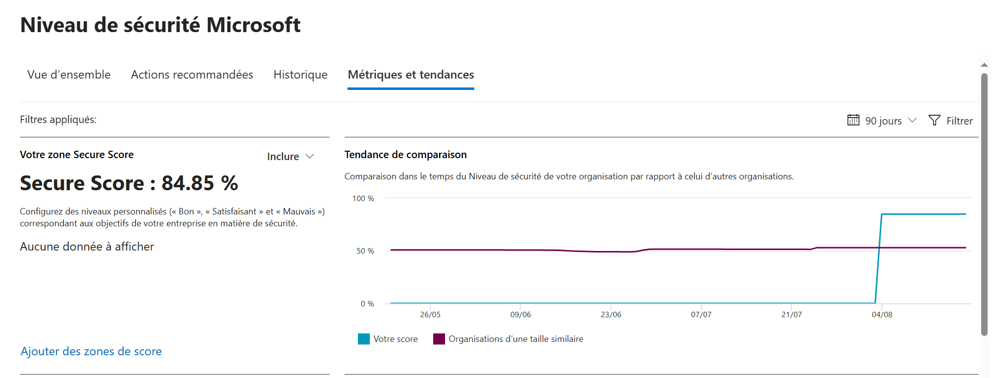 Niveau de sécurité Microsoft
Vue d’ensemble
Actions recommandées
Historique
Métriques et tendances
Filtres appliqués:
90 jours
Filtrer
Votre zone Secure Score
Inclure
Secure Score : 84.85 %
Configurez des niveaux personnalisés (« Bon », « Satisfaisant » et « Mauvais »)
correspondant aux objectifs de votre entreprise en matière de sécurité.
Aucune donnée à afficher
Ajouter des zones de score
Tendance de comparaison
Comparaison dans le temps du Niveau de sécurité de votre organisation par rapport à celui d’autres organisations.
100 %
50 %
0 %
26/05
09/06
23/06
07/07
21/07
04/08
Votre score
Organisations d’une taille similaire